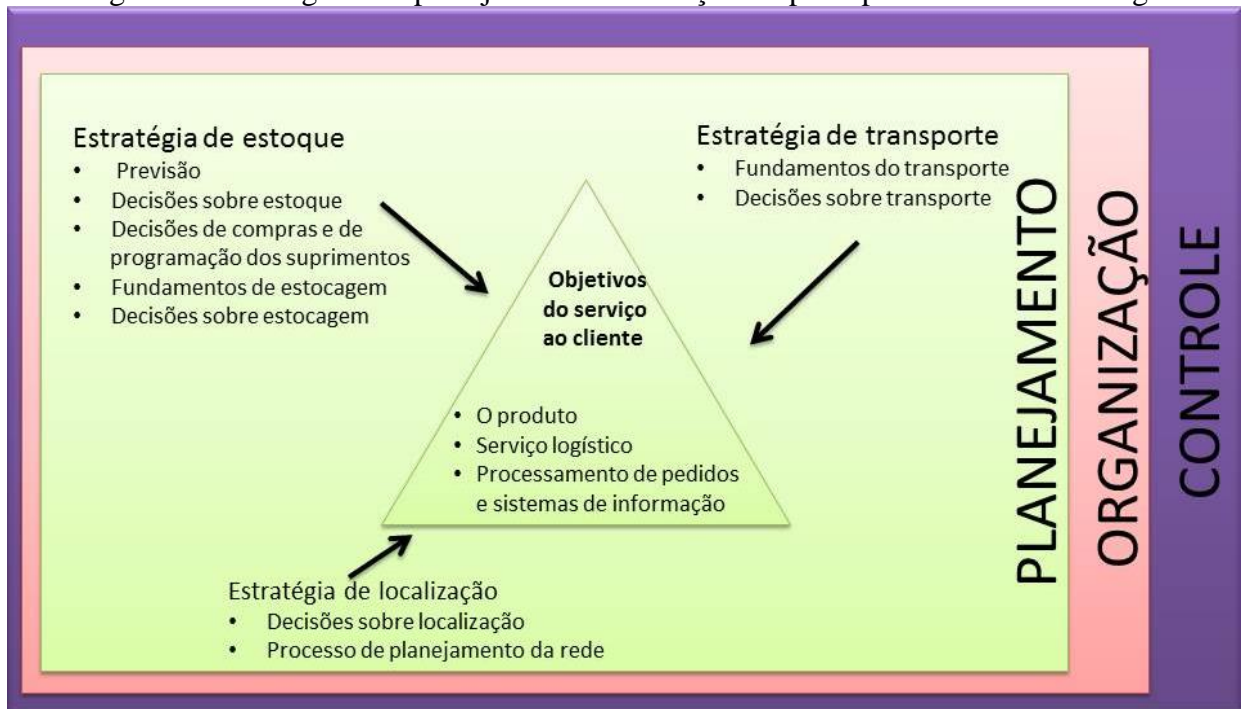 Estratégia de estoque
• Previsão
• Decisões sobre estoque
• Decisões de compras e de
programação dos suprimentos
• Fundamentos de estocagem
• Decisões sobre estocagem
Estratégia de transporte
• Fundamentos do transporte
• Decisões sobre transporte
Objetivos
do serviço
ao cliente
• O produto
• Serviço logístico
• Processamento de pedidos
e sistemas de informação
Estratégia de localização
• Decisões sobre localização
• Processo de planejamento da rede
PLANEJAMENTO
ORGANIZAÇÃO
CONTROLE